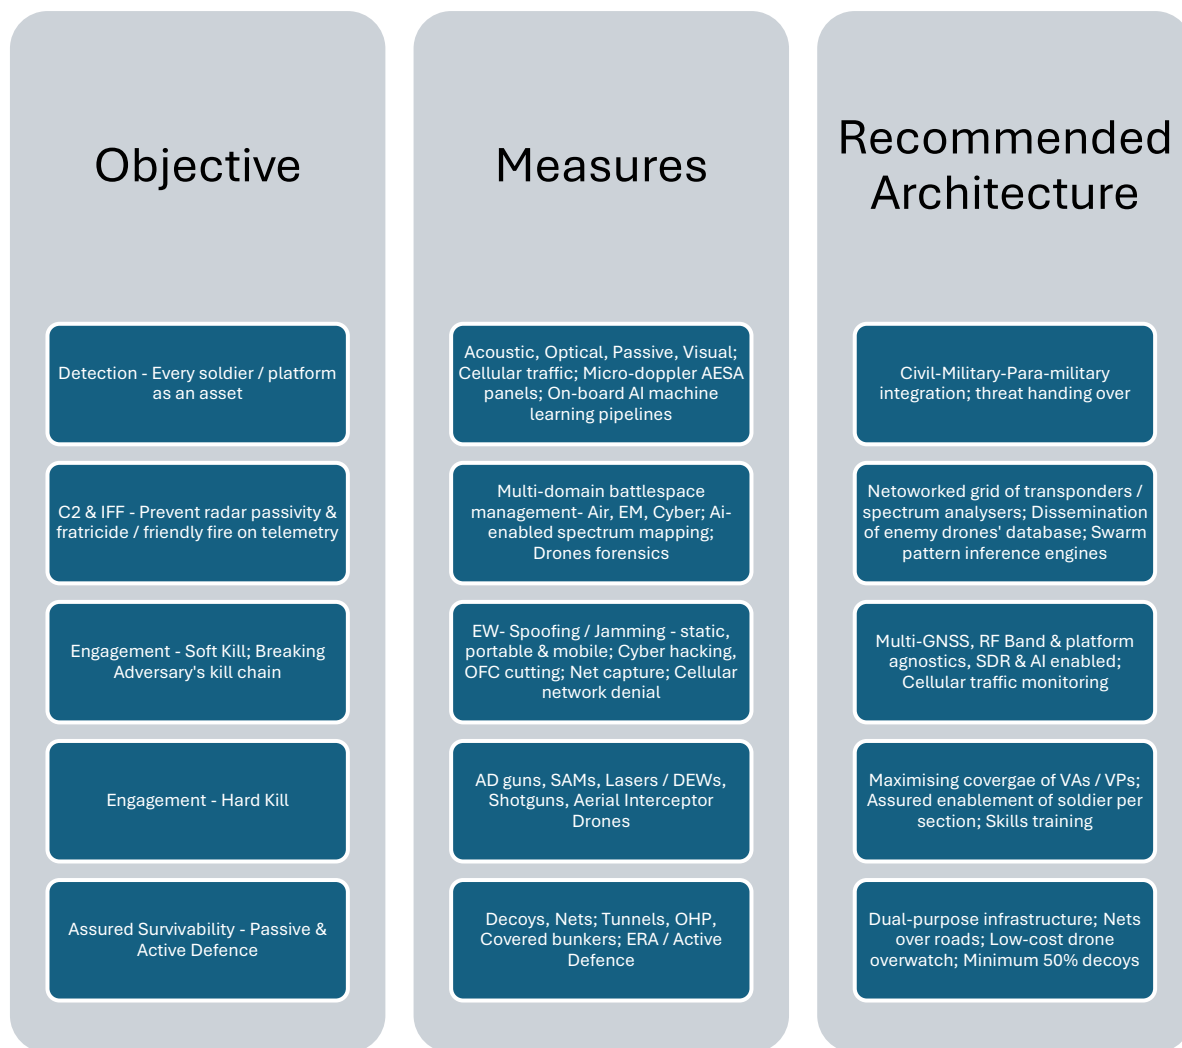 Objective
Detection - Every soldier / platform
as an asset
C2 & IFF - Prevent radar passivity &
fratricide / friendly fire on telemetry
Engagement - Soft Kill; Breaking
Adversary's kill chain
Engagement - Hard Kill
Assured Survivability - Passive &
Active Defence
Measures
Acoustic, Optical, Passive, Visual;
Cellular traffic; Micro-doppler AESA
panels; On-board AI machine
learning pipelines
Multi-domain battlespace
management- Air, EM, Cyber; Ai-
enabled spectrum mapping;
Drones forensics
EW- Spoofing / Jamming - static,
portable & mobile; Cyber hacking,
OFC cutting; Net capture; Cellular
network denial
AD guns, SAMs, Lasers / DEWs,
Shotguns, Aerial Interceptor
Drones
Decoys, Nets; Tunnels, OHP,
Covered bunkers; ERA / Active
Defence
Recommended
Architecture
Civil-Military-Para-military
integration; threat handing over
Netoworked grid of transponders /
spectrum analysers; Dissemination
of enemy drones' database; Swarm
pattern inference engines
Multi-GNSS, RF Band & platform
agnostics, SDR & AI enabled;
Cellular traffic monitoring
Maximising covergae of VAs / VPs;
Assured enablement of soldier per
section; Skills training
Dual-purpose infrastructure; Nets
over roads; Low-cost drone
overwatch; Minimum 50% decoys